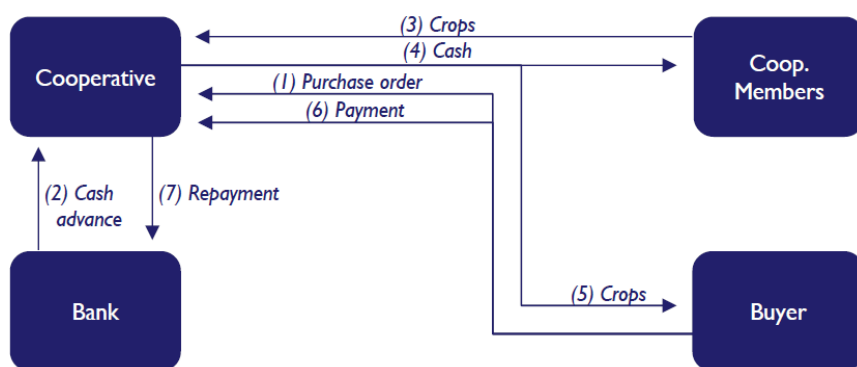 (3) Crops
(4) Cash
Cooperative
(1) Purchase order
Coop.
Members
(6) Payment
(2) Cash
advance
(7) Repayment
Bank
(5) Crops
Buyer